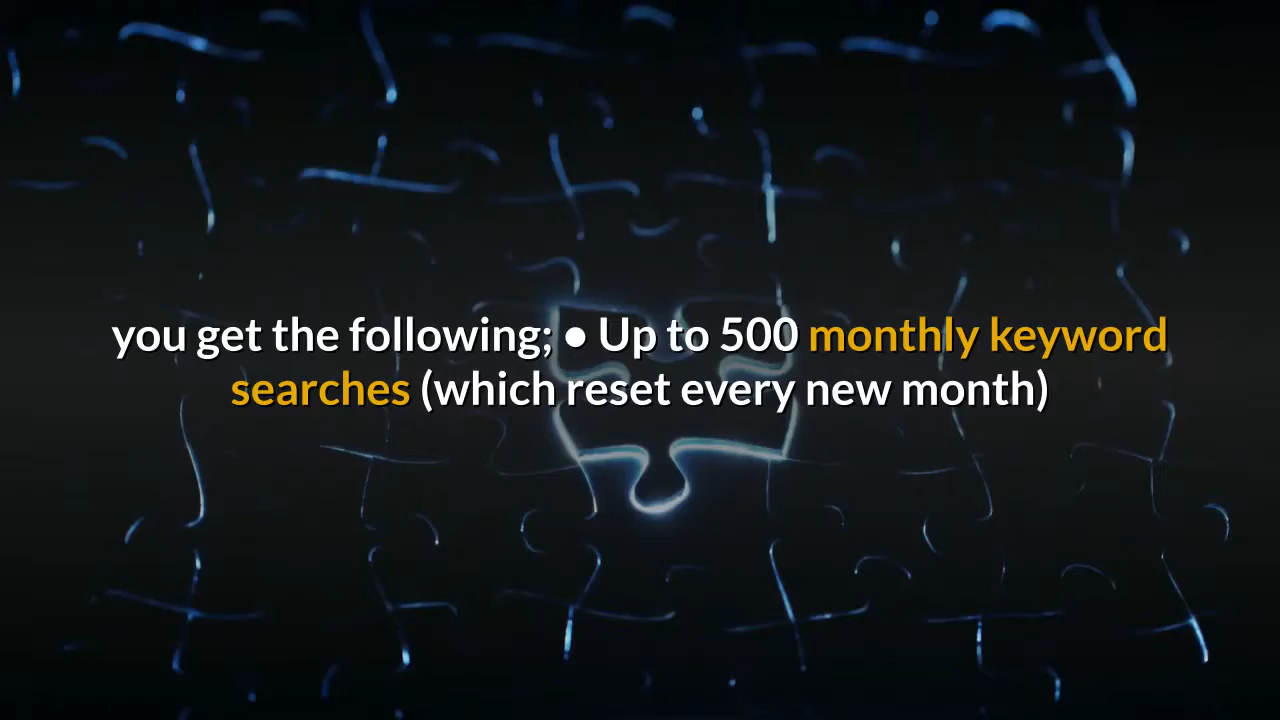 you get the following; ● Up to 500 monthly keyword
searches (which reset every new month)